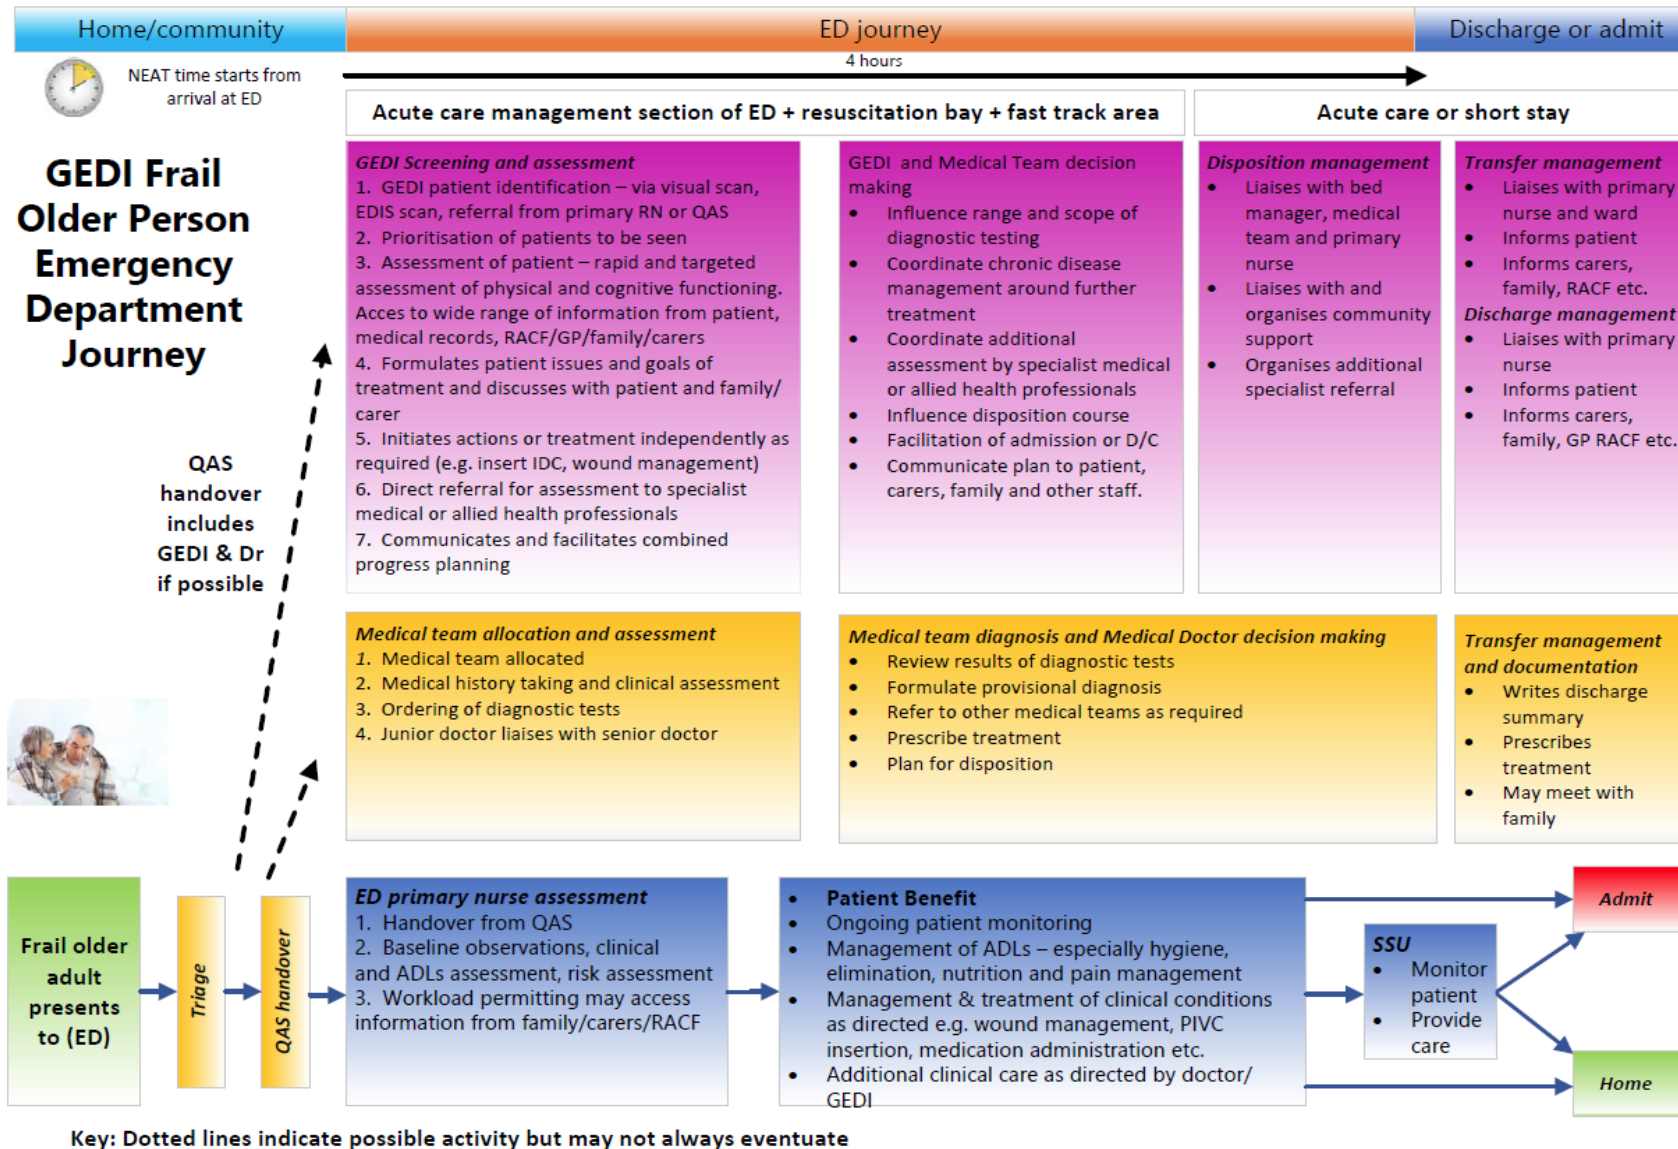 Home/community
ED journey
Discharge or admit
NEAT time starts from
arrival at ED
4 hours
Acute care management section of ED + resuscitation bay + fast track area
Acute care or short stay
GEDI Frail
Older Person
Emergency
Department
Journey
QAS
handover
includes
GEDI & Dr
if possible
GEDI Screening and assessment
1. GEDI patient identification – via visual scan,
EDIS scan, referral from primary RN or QAS
2. Prioritisation of patients to be seen
3. Assessment of patient – rapid and targeted
assessment of physical and cognitive functioning.
Acces to wide range of information from patient,
medical records, RACF/GP/family/carers
4. Formulates patient issues and goals of
treatment and discusses with patient and family/
carer
5. Initiates actions or treatment independently as
required (e.g. insert IDC, wound management)
6. Direct referral for assessment to specialist
medical or allied health professionals
7. Communicates and facilitates combined
progress planning
GEDI and Medical Team decision
making
• Influence range and scope of
diagnostic testing
• Coordinate chronic disease
management around further
treatment
• Coordinate additional
assessment by specialist medical
or allied health professionals
• Influence disposition course
• Facilitation of admission or D/C
• Communicate plan to patient,
carers, family and other staff.
Disposition management
• Liaises with bed
manager, medical
team and primary
nurse
• Liaises with and
organises community
support
• Organises additional
specialist referral
Transfer management
• Liaises with primary
nurse and ward
• Informs patient
• Informs carers,
family, RACF etc.
Discharge management
• Liaises with primary
nurse
• Informs patient
• Informs carers,
family, GP RACF etc.
Medical team allocation and assessment
1. Medical team allocated
2. Medical history taking and clinical assessment
3. Ordering of diagnostic tests
4. Junior doctor liaises with senior doctor
Medical team diagnosis and Medical Doctor decision making
• Review results of diagnostic tests
• Formulate provisional diagnosis
• Refer to other medical teams as required
• Prescribe treatment
• Plan for disposition
Transfer management
and documentation
• Writes discharge
summary
• Prescribes
treatment
• May meet with
family
Frail older
adult
presents
to (ED)
Triage
QAS handover
ED primary nurse assessment
1. Handover from QAS
2. Baseline observations, clinical
and ADLs assessment, risk assessment
3. Workload permitting may access
information from family/carers/RACF
• Patient Benefit
• Ongoing patient monitoring
• Management of ADLs – especially hygiene,
elimination, nutrition and pain management
• Management & treatment of clinical conditions
as directed e.g. wound management, PIVC
insertion, medication administration etc.
• Additional clinical care as directed by doctor/
GEDI
SSU
• Monitor
patient
• Provide
care
Admit
Home
Key: Dotted lines indicate possible activity but may not always eventuate